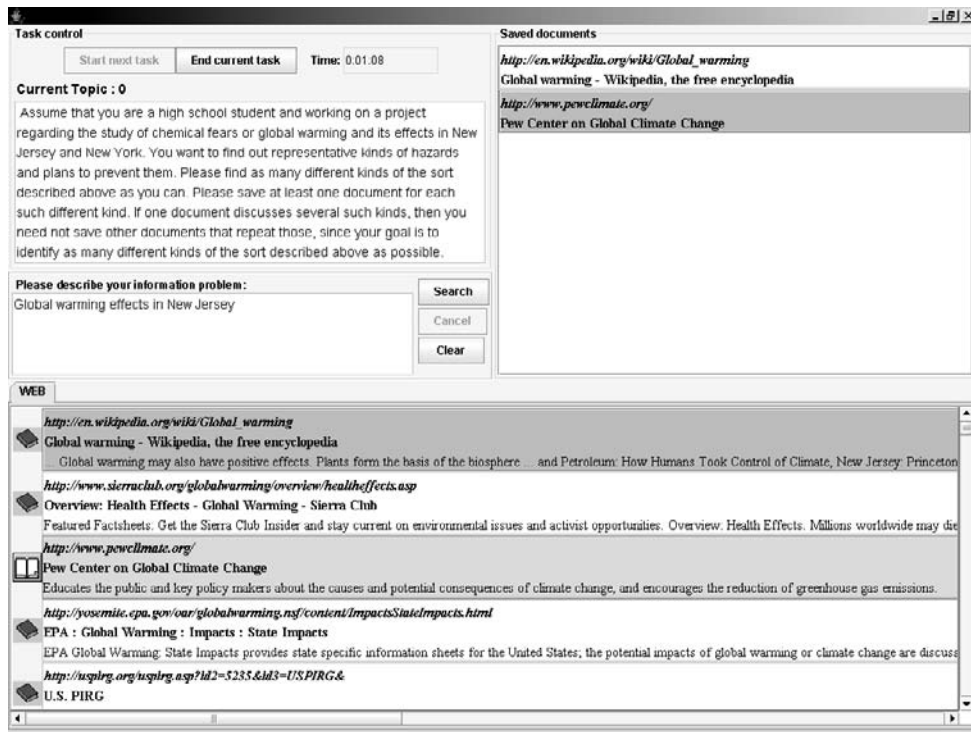 Task control
Start next task
End current task
Time: 0:01:08
Current Topic : 0
Assume that you are a high school student and working on a project
regarding the study of chemical fears or global warming and its effects in New
Jersey and New York. You want to find out representative kinds of hazards
and plans to prevent them. Please find as many different kinds of the sort
described above as you can. Please save at least one document for each
such different kind. If one document discusses several such kinds, then you
need not save other documents that repeat those, since your goal is to
identify as many different kinds of the sort described above as possible.
Please describe your information problem:
Global warming effects in New Jersey
Search
Cancel
Clear
Saved documents
http://en.wikipedia.org/wiki/Global_warming
Global warming - Wikipedia, the free encyclopedia
http://www.pewclimate.org/
Pew Center on Global Climate Change
WEB
http://en.wikipedia.org/wiki/Global_warming
Global warming - Wikipedia, the free encyclopedia
... Global warming may also have positive effects. Plants form the basis of the biosphere ... and Petroleum: How Humans Took Control of Climate, New Jersey: Princeton
http://www.sierraclub.org/globalwarming/overview/healtheffects.asp
Overview: Health Effects - Global Warming - Sierra Club
Featured Factsheets. Get the Sierra Club Insider and stay current on environmental issues and activist opportunities. Overview: Health Effects. Millions worldwide may die
http://www.pewclimate.org/
Pew Center on Global Climate Change
Educates the public and key policy makers about the causes and potential consequences of climate change, and encourages the reduction of greenhouse gas emissions.
http://yosemite.epa.gov/oar/globalwarming.nsf/content/ImpactsStateImpacts.html
EPA : Global Warming : Impacts : State Impacts
EPA Global Warming: State Impacts provides state specific information sheets for the United States; the potential impacts of global warming or climate change are discuss
http://uspirg.org/uspirg.asp?id2=5235&id3=USPIRG&
U.S. PIRG